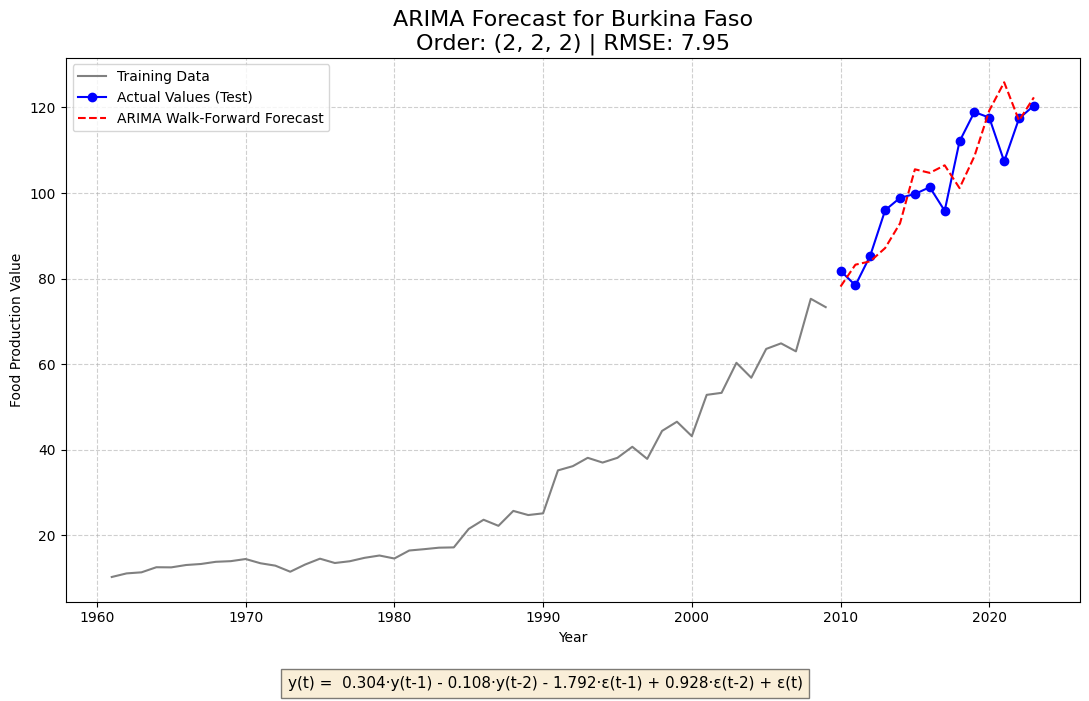 ARIMA Forecast for Burkina Faso
Order: (2, 2, 2) | RMSE: 7.95
Training Data
Actual Values (Test)
ARIMA Walk-Forward Forecast
Food Production Value
120
100
80
60
40
20
1960
1970
1980
1990
2000
2010
2020
Year
y(t) =  0.304·y(t-1) - 0.108·y(t-2) - 1.792·ε(t-1) + 0.928·ε(t-2) + ε(t)